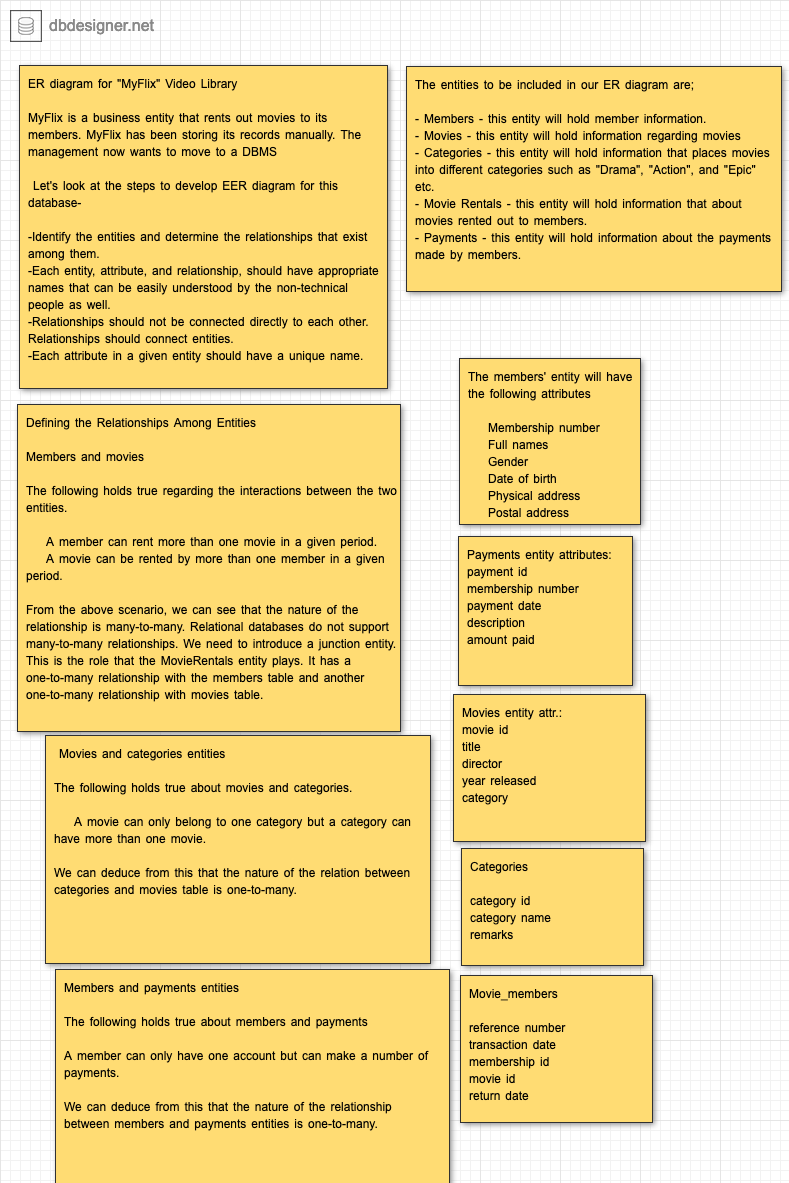 dbdesigner.net
ER diagram for "MyFlix" Video Library
MyFlix is a business entity that rents out movies to its
members. MyFlix has been storing its records manually. The
management now wants to move to a DBMS
Let's look at the steps to develop EER diagram for this
database-
-Identify the entities and determine the relationships that exist
among them.
-Each entity, attribute, and relationship, should have appropriate
names that can be easily understood by the non-technical
people as well.
-Relationships should not be connected directly to each other.
Relationships should connect entities.
-Each attribute in a given entity should have a unique name.
The entities to be included in our ER diagram are;
- Members - this entity will hold member information.
- Movies - this entity will hold information regarding movies
- Categories - this entity will hold information that places movies
into different categories such as "Drama", "Action", and "Epic"
etc.
- Movie Rentals - this entity will hold information that about
movies rented out to members.
- Payments - this entity will hold information about the payments
made by members.
Defining the Relationships Among Entities
Members and movies
The following holds true regarding the interactions between the two
entities.
A member can rent more than one movie in a given period.
A movie can be rented by more than one member in a given
period.
From the above scenario, we can see that the nature of the
relationship is many-to-many. Relational databases do not support
many-to-many relationships. We need to introduce a junction entity.
This is the role that the MovieRentals entity plays. It has a
one-to-many relationship with the members table and another
one-to-many relationship with movies table.
The members' entity will have
the following attributes
Membership number
Full names
Gender
Date of birth
Physical address
Postal address
Payments entity attributes:
payment id
membership number
payment date
description
amount paid
Movies entity attr.:
movie id
title
director
year released
category
Movies and categories entities
The following holds true about movies and categories.
A movie can only belong to one category but a category can
have more than one movie.
We can deduce from this that the nature of the relation between
categories and movies table is one-to-many.
Categories
category id
category name
remarks
Members and payments entities
The following holds true about members and payments
A member can only have one account but can make a number of
payments.
We can deduce from this that the nature of the relationship
between members and payments entities is one-to-many.
Movie_members
reference number
transaction date
membership id
movie id
return date